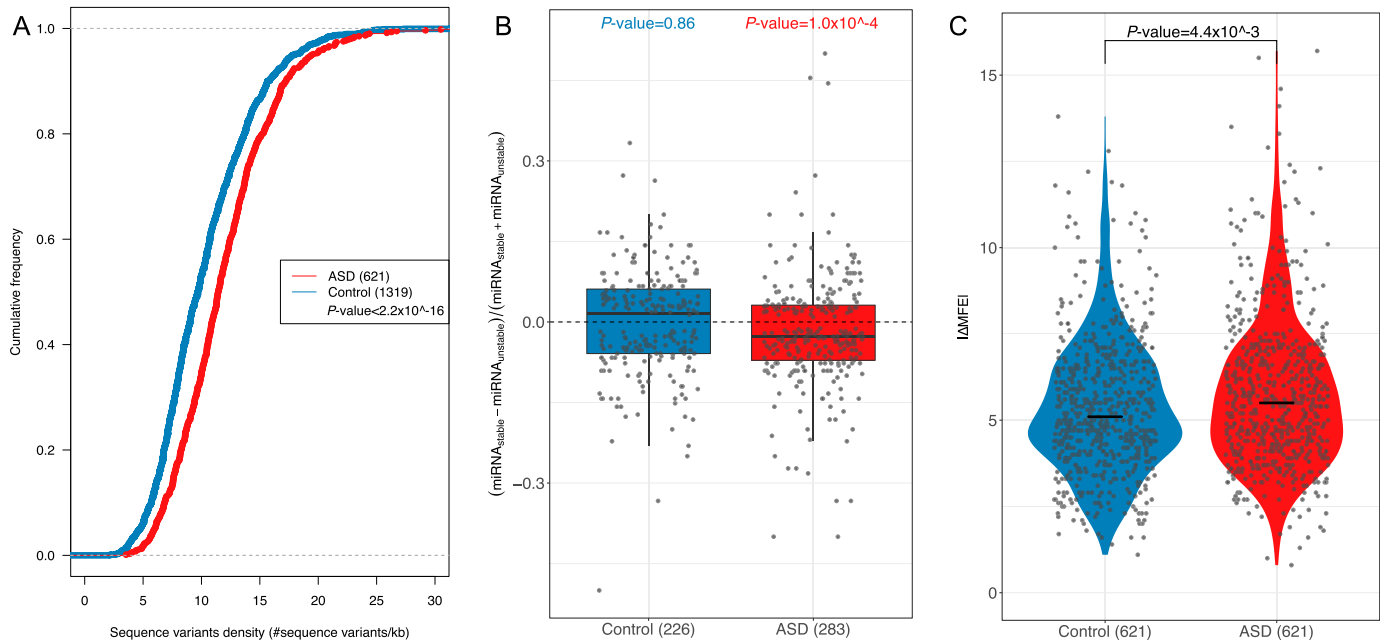 A
1.0
0.8
0.6
0.4
0.2
0.0
Cumulative frequency
ASD (621)
Control (1319)
P-value<2.2x10^-16
0 5 10 15 20 25 30
Sequence variants density (#sequence variants/kb)
B
P-value=0.86 P-value=1.0x10^-4
0.3
0.0
−0.3
(miRNAstable − miRNAunstable)/(miRNAstable + miRNAunstable)
Control (226) ASD (283)
C
P-value=4.4x10^-3
15
10
5
0
IΔMFEI
Control (621) ASD (621)